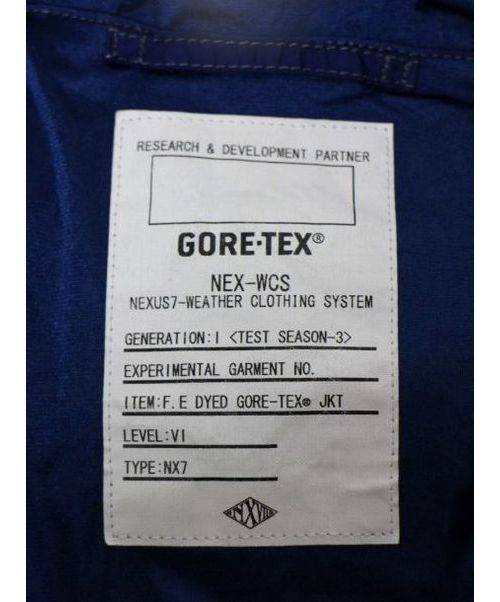 RESEARCH & DEVELOPMENT PARTNER
GORE-TEX®
NEX-WCS
NEXUS7-WEATHER CLOTHING SYSTEM
GENERATION:I <TEST SEASON-3>
EXPERIMENTAL GARMENT NO.
ITEM:F.E DYED GORE-TEX® JKT
LEVEL:VI
TYPE:NX7